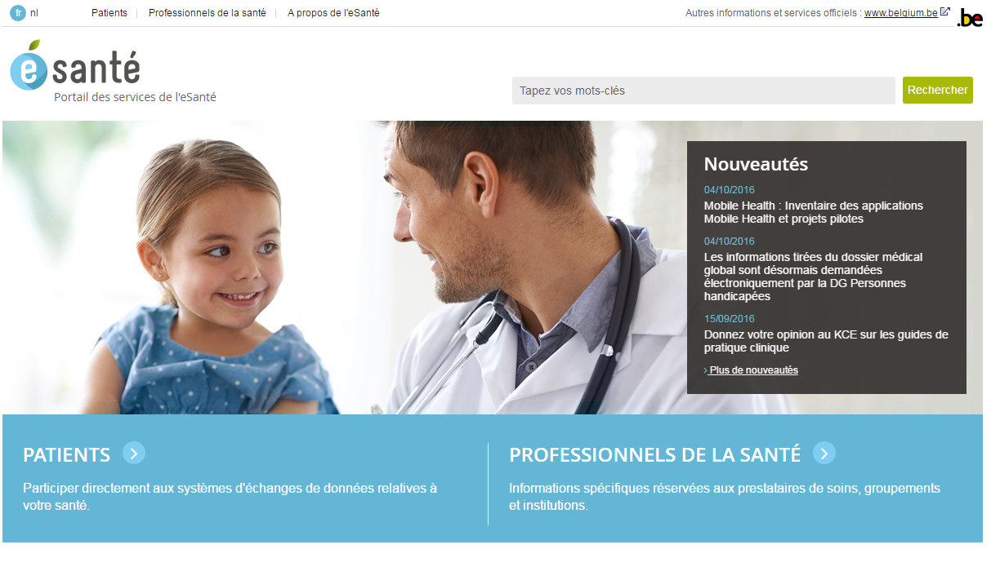 fr nl Patients Professionnels de la santé A propos de l'eSanté Autres informations et services officiels : www.belgium.be .be
é santé
Portail des services de l'eSanté
Tapez vos mots-clés Rechercher
Nouveautés
04/10/2016
Mobile Health : Inventaire des applications
Mobile Health et projets pilotes
04/10/2016
Les informations tirées du dossier médical
global sont désormais demandées
électroniquement par la DG Personnes
handicapées
15/09/2016
Donnez votre opinion au KCE sur les guides de
pratique clinique
› Plus de nouveautés
PATIENTS
Participer directement aux systèmes d'échanges de données relatives à
votre santé.
PROFESSIONNELS DE LA SANTÉ
Informations spécifiques réservées aux prestataires de soins, groupements
et institutions.